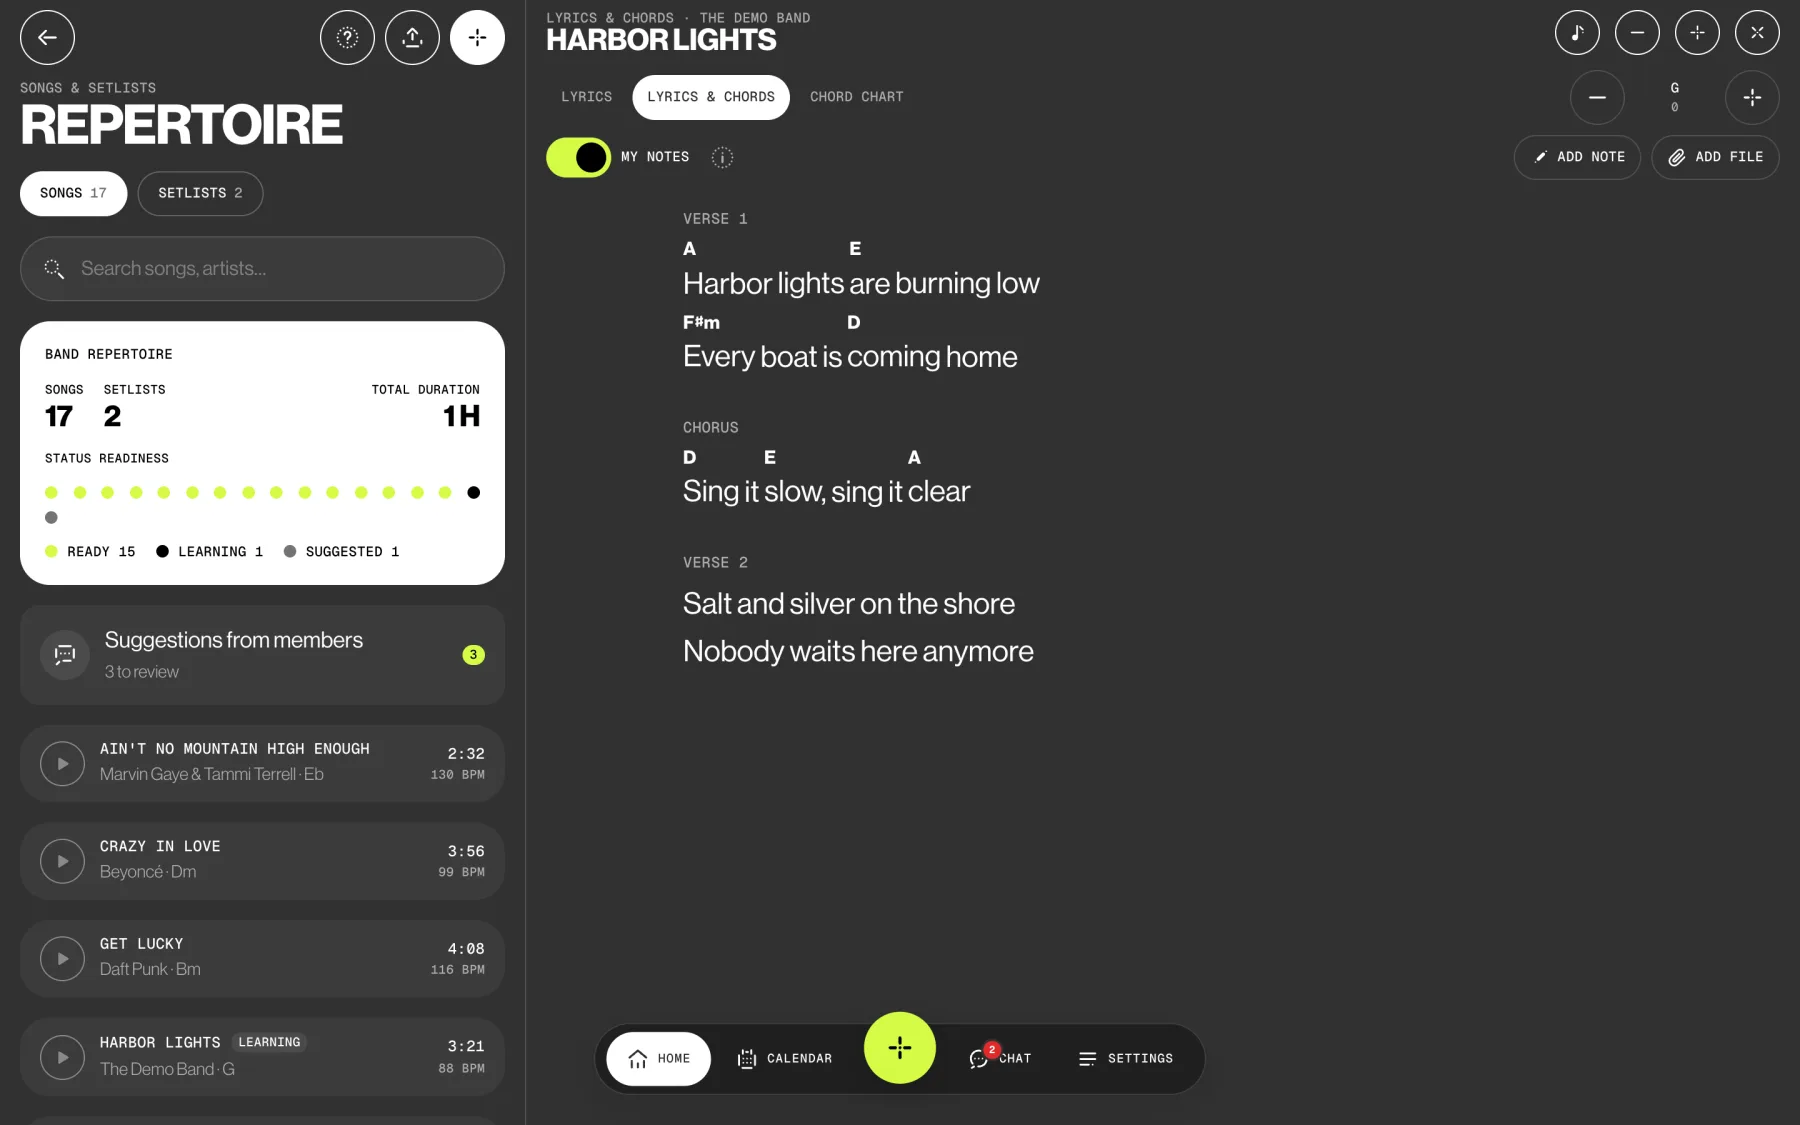 SONGS & SETLISTS
REPERTOIRE
SONGS 17
SETLISTS 2
Search songs, artists...
BAND REPERTOIRE
SONGS SETLISTS TOTAL DURATION
17 2 1H
STATUS READINESS
READY 15 LEARNING 1 SUGGESTED 1
Suggestions from members
3 to review
3
AIN'T NO MOUNTAIN HIGH ENOUGH 2:32
Marvin Gaye & Tammi Terrell · Eb 130 BPM
CRAZY IN LOVE 3:56
Beyoncé · Dm 99 BPM
GET LUCKY 4:08
Daft Punk · Bm 116 BPM
HARBOR LIGHTS LEARNING 3:21
The Demo Band · G 88 BPM
LYRICS & CHORDS · THE DEMO BAND
HARBOR LIGHTS
LYRICS LYRICS & CHORDS CHORD CHART
G
0
MY NOTES
ADD NOTE ADD FILE
VERSE 1
A E
Harbor lights are burning low
F#m D
Every boat is coming home
CHORUS
D E A
Sing it slow, sing it clear
VERSE 2
Salt and silver on the shore
Nobody waits here anymore
HOME CALENDAR 2 CHAT SETTINGS